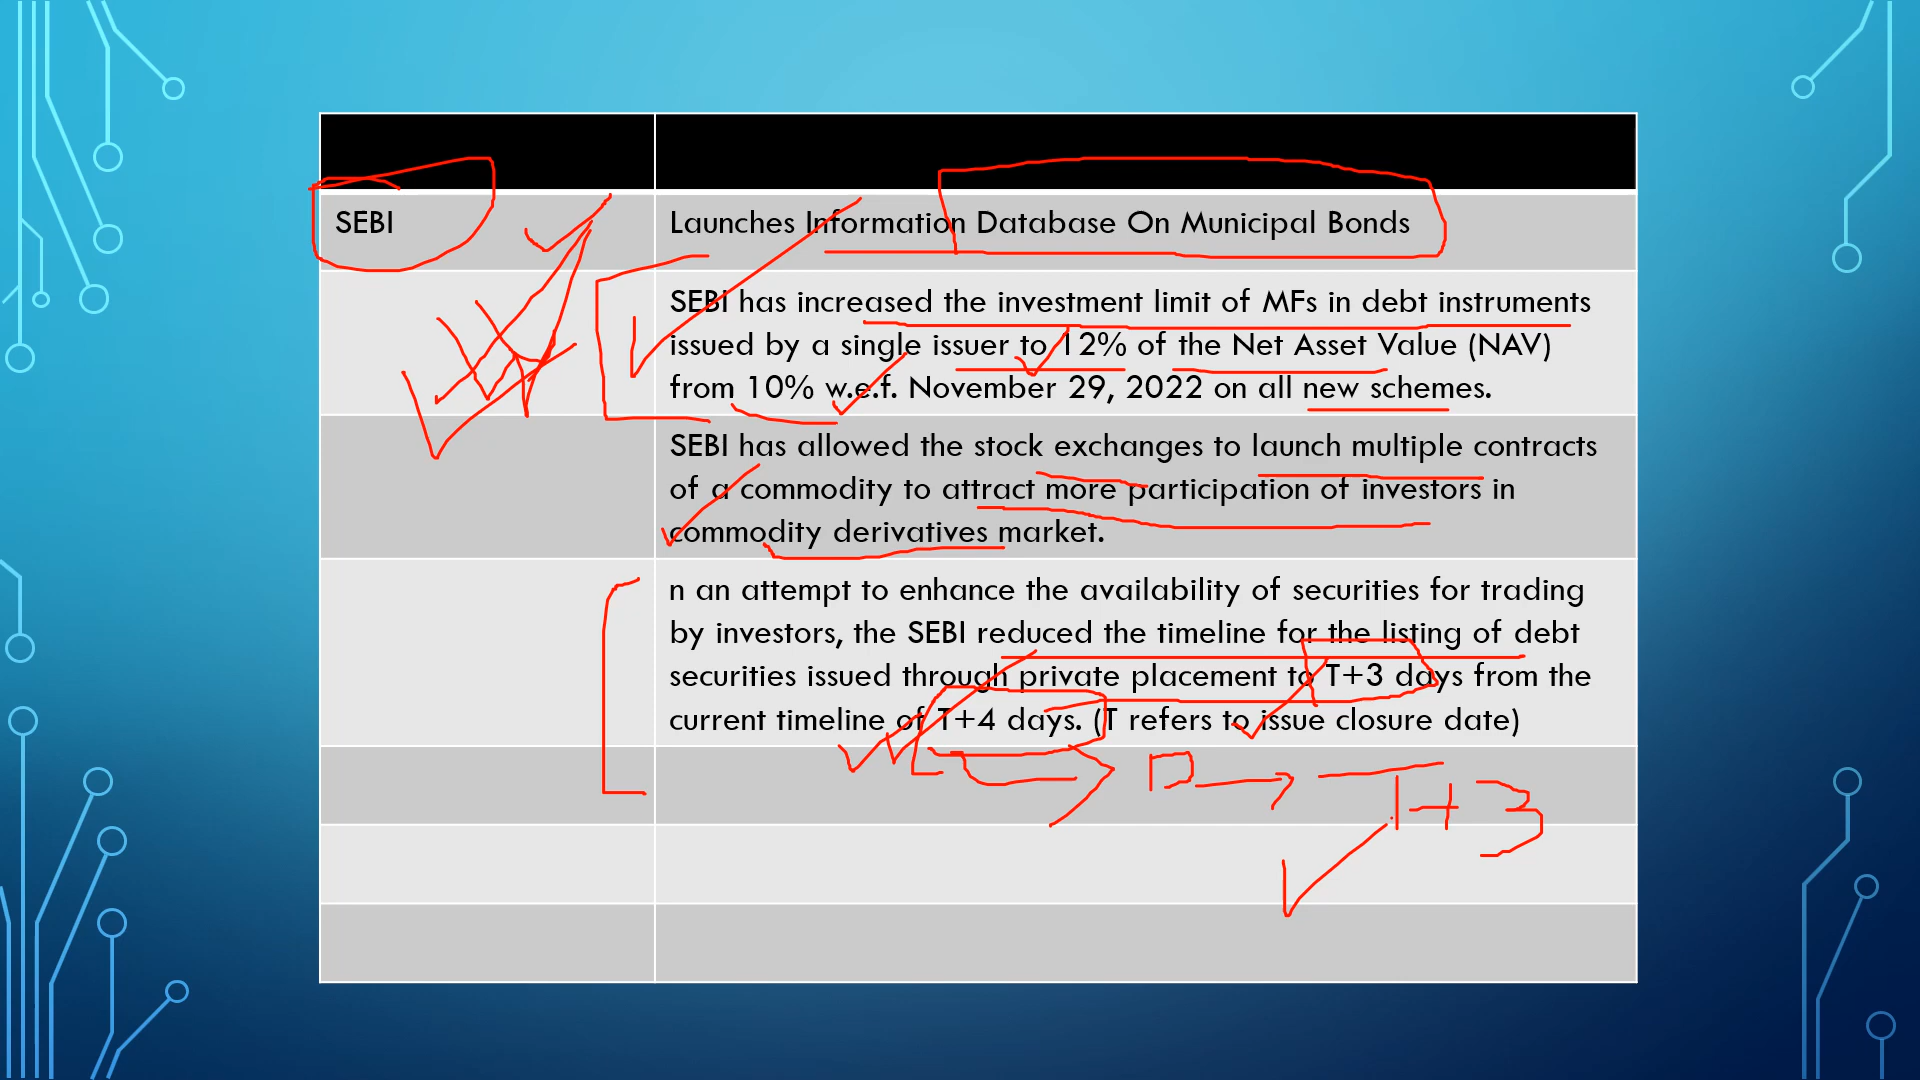 SEBI
Launches Information Database On Municipal Bonds
SEBI has increased the investment limit of MFs in debt instruments
issued by a single issuer to 12% of the Net Asset Value (NAV)
from 10% w.e.f. November 29, 2022 on all new schemes.
SEBI has allowed the stock exchanges to launch multiple contracts
of a commodity to attract more participation of investors in
commodity derivatives market.
n an attempt to enhance the availability of securities for trading
by investors, the SEBI reduced the timeline for the listing of debt
securities issued through private placement to T+3 days from the
current timeline of T+4 days. (T refers to issue closure date)
T+3